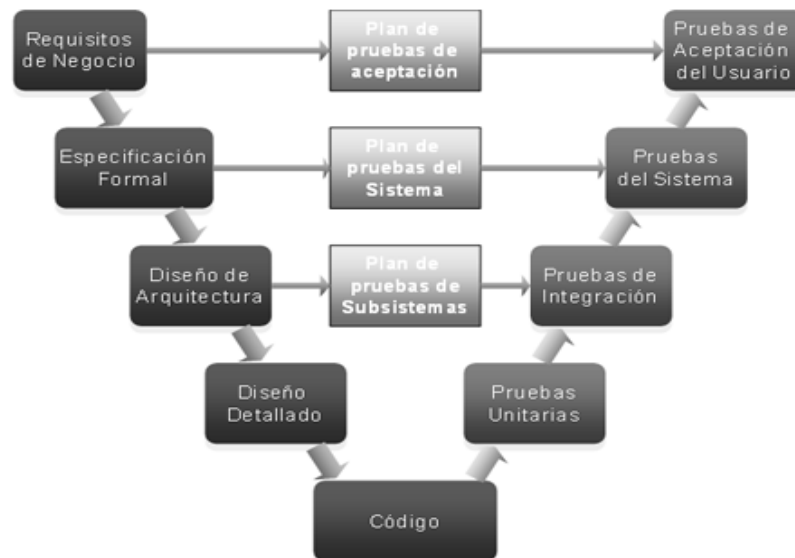 Requisitos
de Negocio
Plan de
pruebas de
aceptación
Pruebas de
Aceptación
del Usuario
Especificación
Formal
Plan de
pruebas del
Sistema
Pruebas
del Sistema
Diseño de
Arquitectura
Plan de
pruebas de
Subsistemas
Pruebas de
Integración
Diseño
Detallado
Pruebas
Unitarias
Código